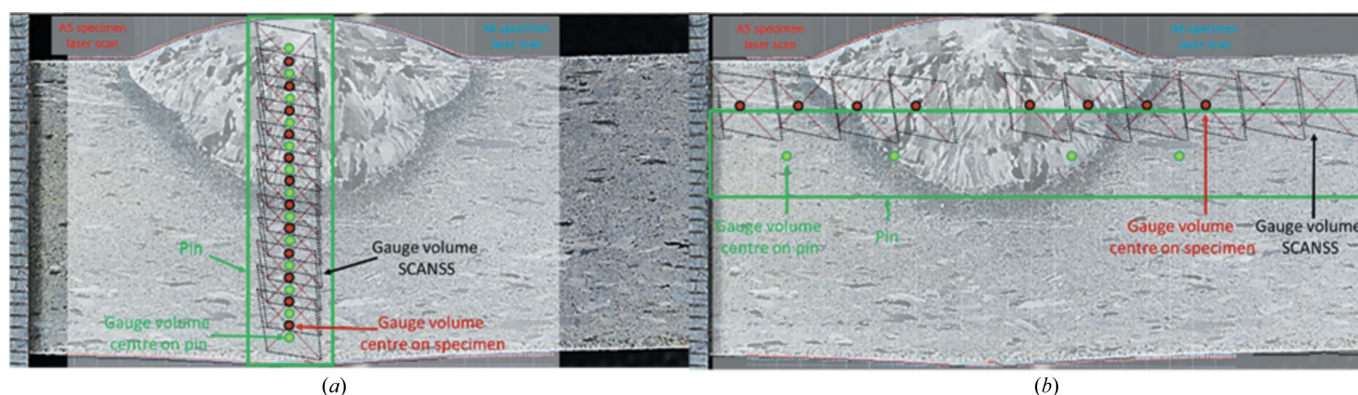 A5 specimen
laser scan
A6 specimen
laser scan
Pin
Gauge volume
SCANSS
Gauge volume
centre on pin
Gauge volume
centre on specimen
(a)
A5 specimen
laser scan
A6 specimen
laser scan
Gauge volume
centre on pin
Pin
Gauge volume
centre on specimen
Gauge volume
SCANSS
(b)